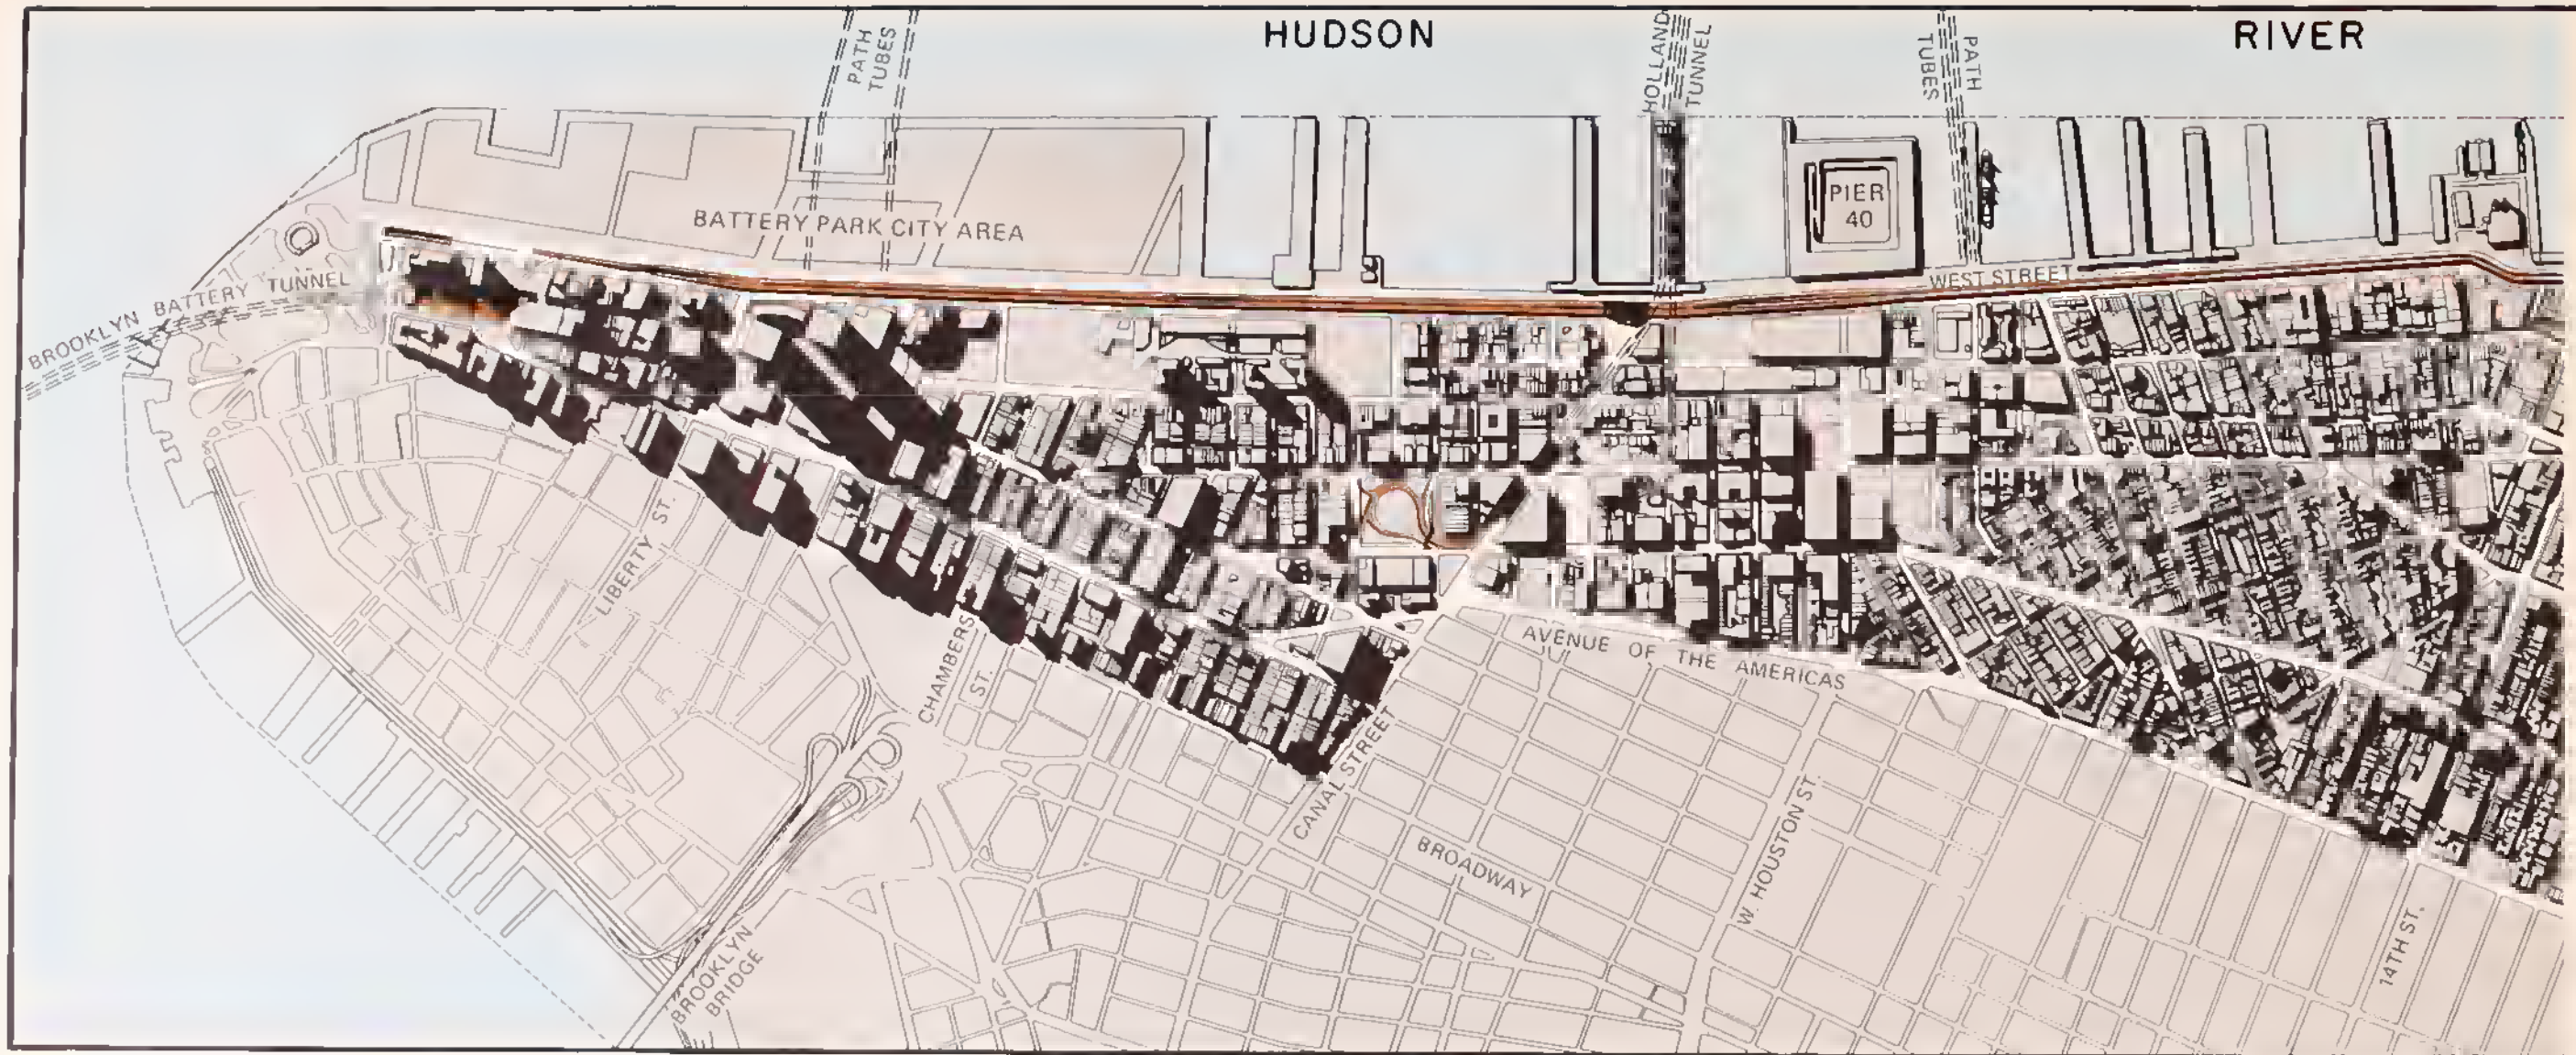 HUDSON
RIVER
PATH
TUBES
HOLLAND
TUNNEL
PATH
TUBES
PIER
40
BATTERY PARK CITY AREA
WEST STREET
BROOKLYN BATTERY TUNNEL
LIBERTY ST.
CHAMBERS
ST.
AVENUE OF THE AMERICAS
CANAL STREET
BROADWAY
W. HOUSTON ST.
14TH ST.
BROOKLYN
BRIDGE